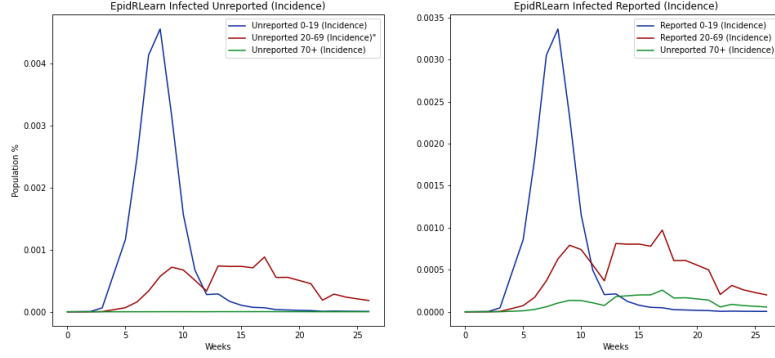 EpidRLearn Infected Unreported (Incidence)
Unreported 0-19 (Incidence)
Unreported 20-69 (Incidence)"
Unreported 70+ (Incidence)
Population %
0.004
0.003
0.002
0.001
0.000
0 5 10 15 20 25
Weeks
EpidRLearn Infected Reported (Incidence)
Reported 0-19 (Incidence)
Reported 20-69 (Incidence)
Unreported 70+ (Incidence)
0.0035
0.0030
0.0025
0.0020
0.0015
0.0010
0.0005
0.0000
0 5 10 15 20 25
Weeks